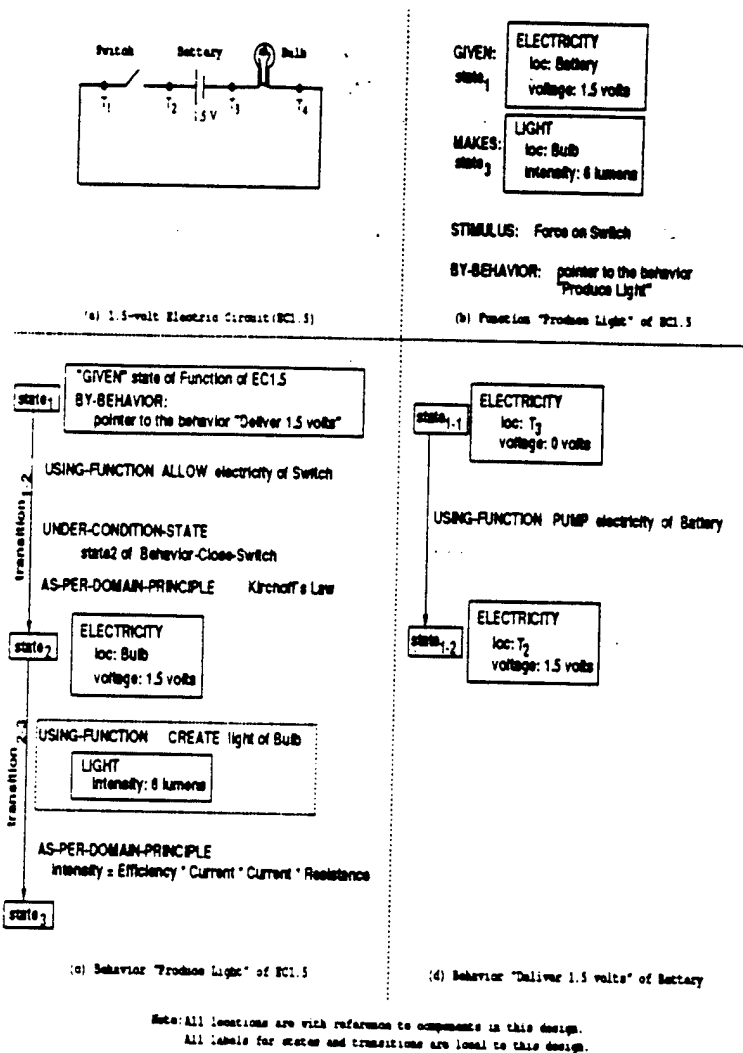 Switch Battery Bulb
T1 T2 T3 T4
1.5 V
(a) 1.5-volt Electric Circuit(EC1.5)
GIVEN:
state1
ELECTRICITY
loc: Battery
voltage: 1.5 volts
MAKES:
state3
LIGHT
loc: Bulb
intensity: 6 lumens
STIMULUS: Force on Switch
BY-BEHAVIOR: pointer to the behavior
"Produce Light"
(b) Function "Produce Light" of EC1.5
state1
"GIVEN" state of Function of EC1.5
BY-BEHAVIOR:
pointer to the behavior "Deliver 1.5 volts"
transition1-2
USING-FUNCTION ALLOW electricity of Switch
UNDER-CONDITION-STATE
state2 of Behavior-Close-Switch
AS-PER-DOMAIN-PRINCIPLE Kirchoff's Law
state2
ELECTRICITY
loc: Bulb
voltage: 1.5 volts
transition2-3
USING-FUNCTION CREATE light of Bulb
LIGHT
intensity: 6 lumens
AS-PER-DOMAIN-PRINCIPLE
intensity = Efficiency * Current * Current * Resistance
state3
(c) Behavior "Produce Light" of EC1.5
state1-1
ELECTRICITY
loc: T3
voltage: 0 volts
USING-FUNCTION PUMP electricity of Battery
state1-2
ELECTRICITY
loc: T2
voltage: 1.5 volts
(d) Behavior "Deliver 1.5 volts" of Battery
Note: All locations are with reference to components in this design.
All labels for states and transitions are local to this design.